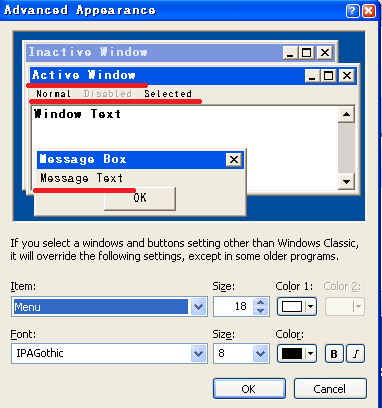 Advanced Appearance
Inactive Window
Active Window
Normal Disabled Selected
Window Text
Message Box
Message Text
OK
If you select a windows and buttons setting other than Windows Classic,
it will override the following settings, except in some older programs.
Item: Size: Color 1: Color 2:
Menu 18
Font: Size: Color:
IPAGothic 8 B I
OK Cancel